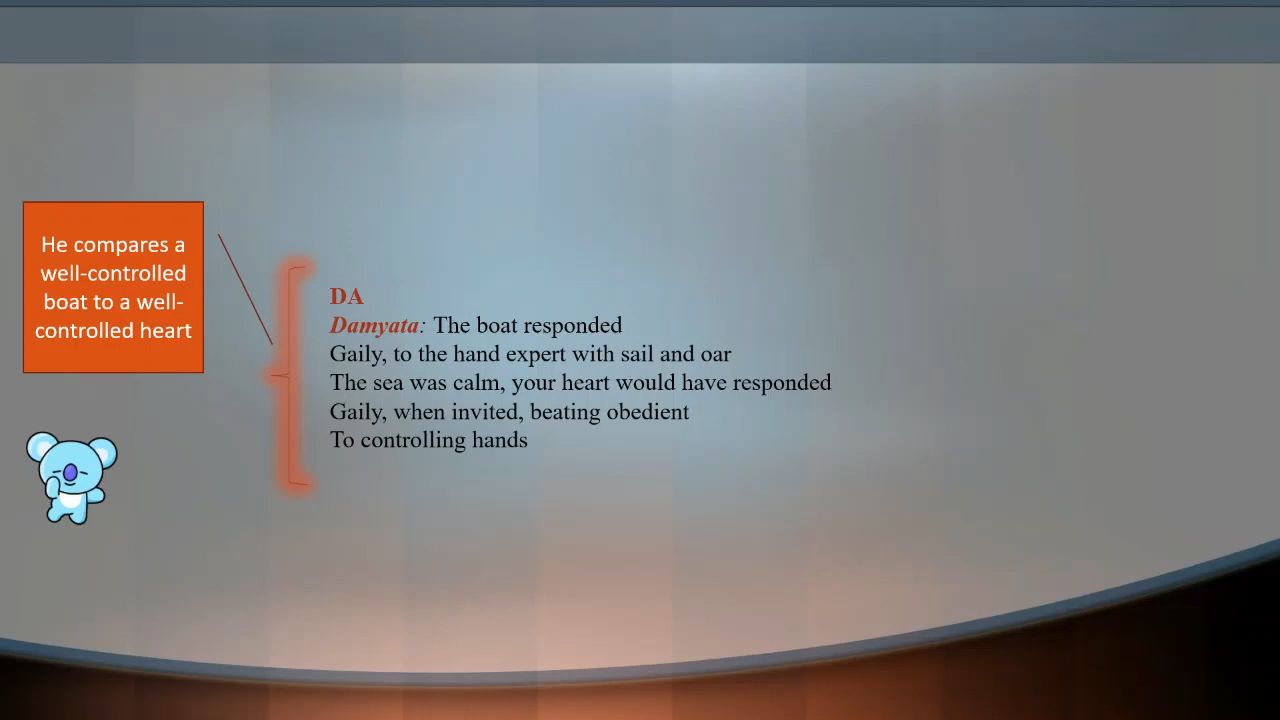 He compares a
well-controlled
boat to a well-
controlled heart
DA
Damyata: The boat responded
Gaily, to the hand expert with sail and oar
The sea was calm, your heart would have responded
Gaily, when invited, beating obedient
To controlling hands